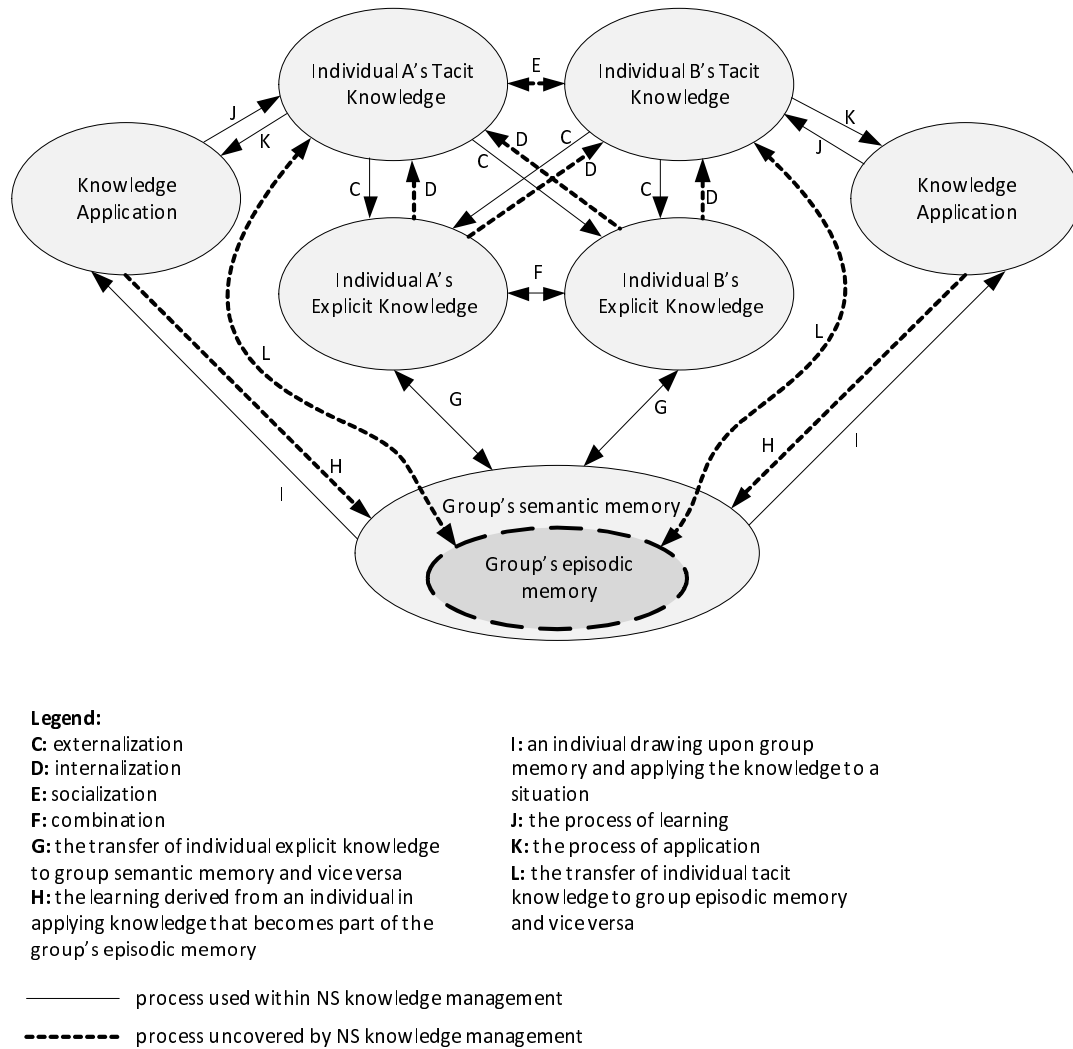 Individual A's Tacit
Knowledge
E
Individual B's Tacit
Knowledge
J
K
D
C
C
D
K
J
Knowledge
Application
C
D
C
D
Knowledge
Application
Individual A's
Explicit Knowledge
F
Individual B's
Explicit Knowledge
L
L
G
G
H
H
I
I
Group's semantic memory
Group's episodic
memory
Legend:
C: externalization
D: internalization
E: socialization
F: combination
G: the transfer of individual explicit knowledge
to group semantic memory and vice versa
H: the learning derived from an individual in
applying knowledge that becomes part of the
group's episodic memory
I: an indiviual drawing upon group
memory and applying the knowledge to a
situation
J: the process of learning
K: the process of application
L: the transfer of individual tacit
knowledge to group episodic memory
and vice versa
process used within NS knowledge management
process uncovered by NS knowledge management